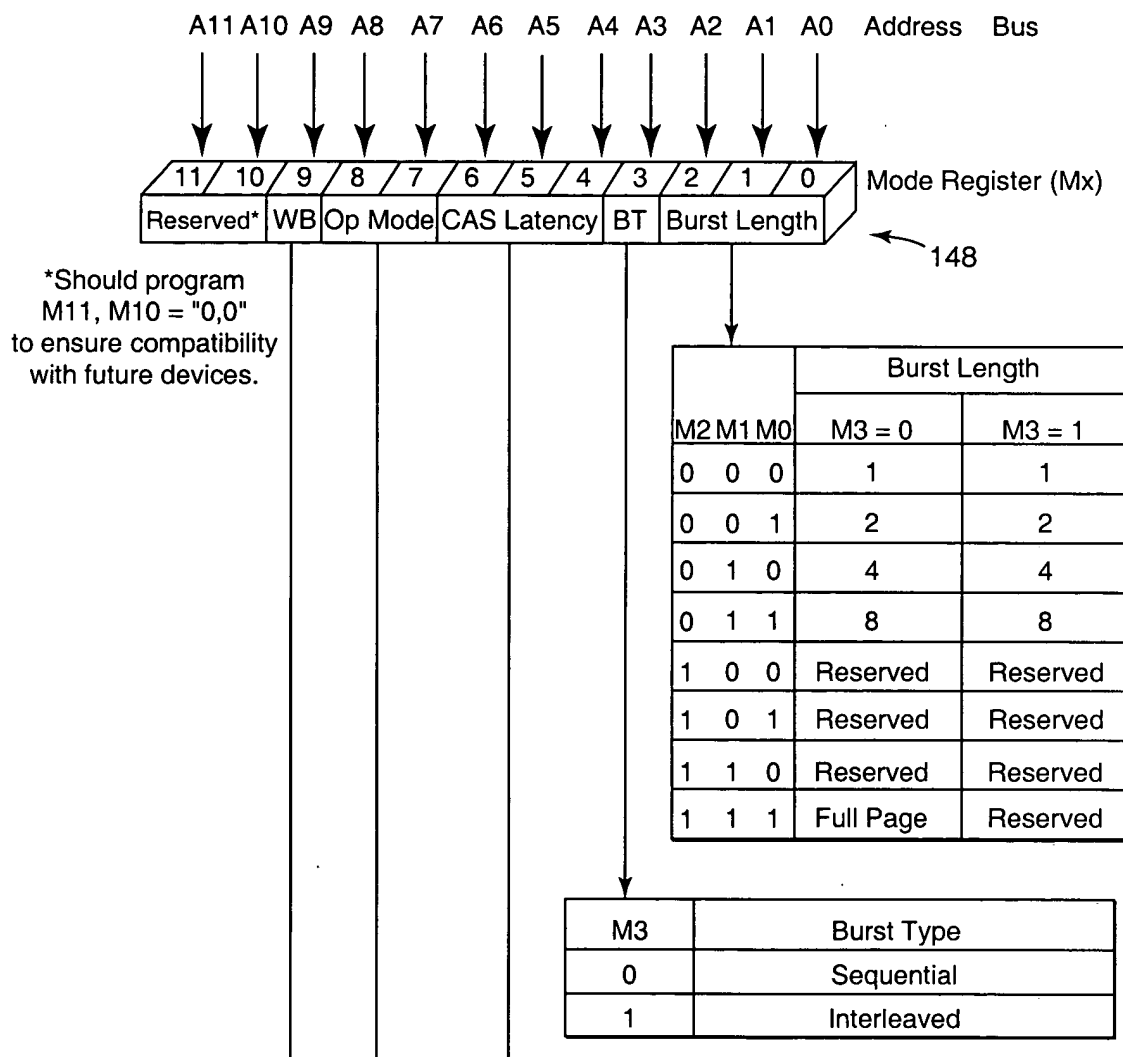 A11 A10 A9 A8 A7 A6 A5 A4 A3 A2 A1 A0 Address Bus
11 10 9 8 7 6 5 4 3 2 1 0 Mode Register (Mx)
Reserved* WB Op Mode CAS Latency BT Burst Length
148
*Should program
M11, M10 = "0,0"
to ensure compatibility
with future devices.
Burst Length
M2 M1 M0 M3 = 0 M3 = 1
0 0 0 1 1
0 0 1 2 2
0 1 0 4 4
0 1 1 8 8
1 0 0 Reserved Reserved
1 0 1 Reserved Reserved
1 1 0 Reserved Reserved
1 1 1 Full Page Reserved
M3 Burst Type
0 Sequential
1 Interleaved